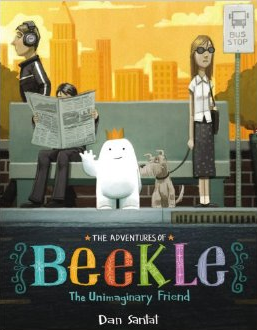 BUS
STOP
THE ADVENTURES OF
BeeKLe
The Unimaginary Friend
Dan Santat